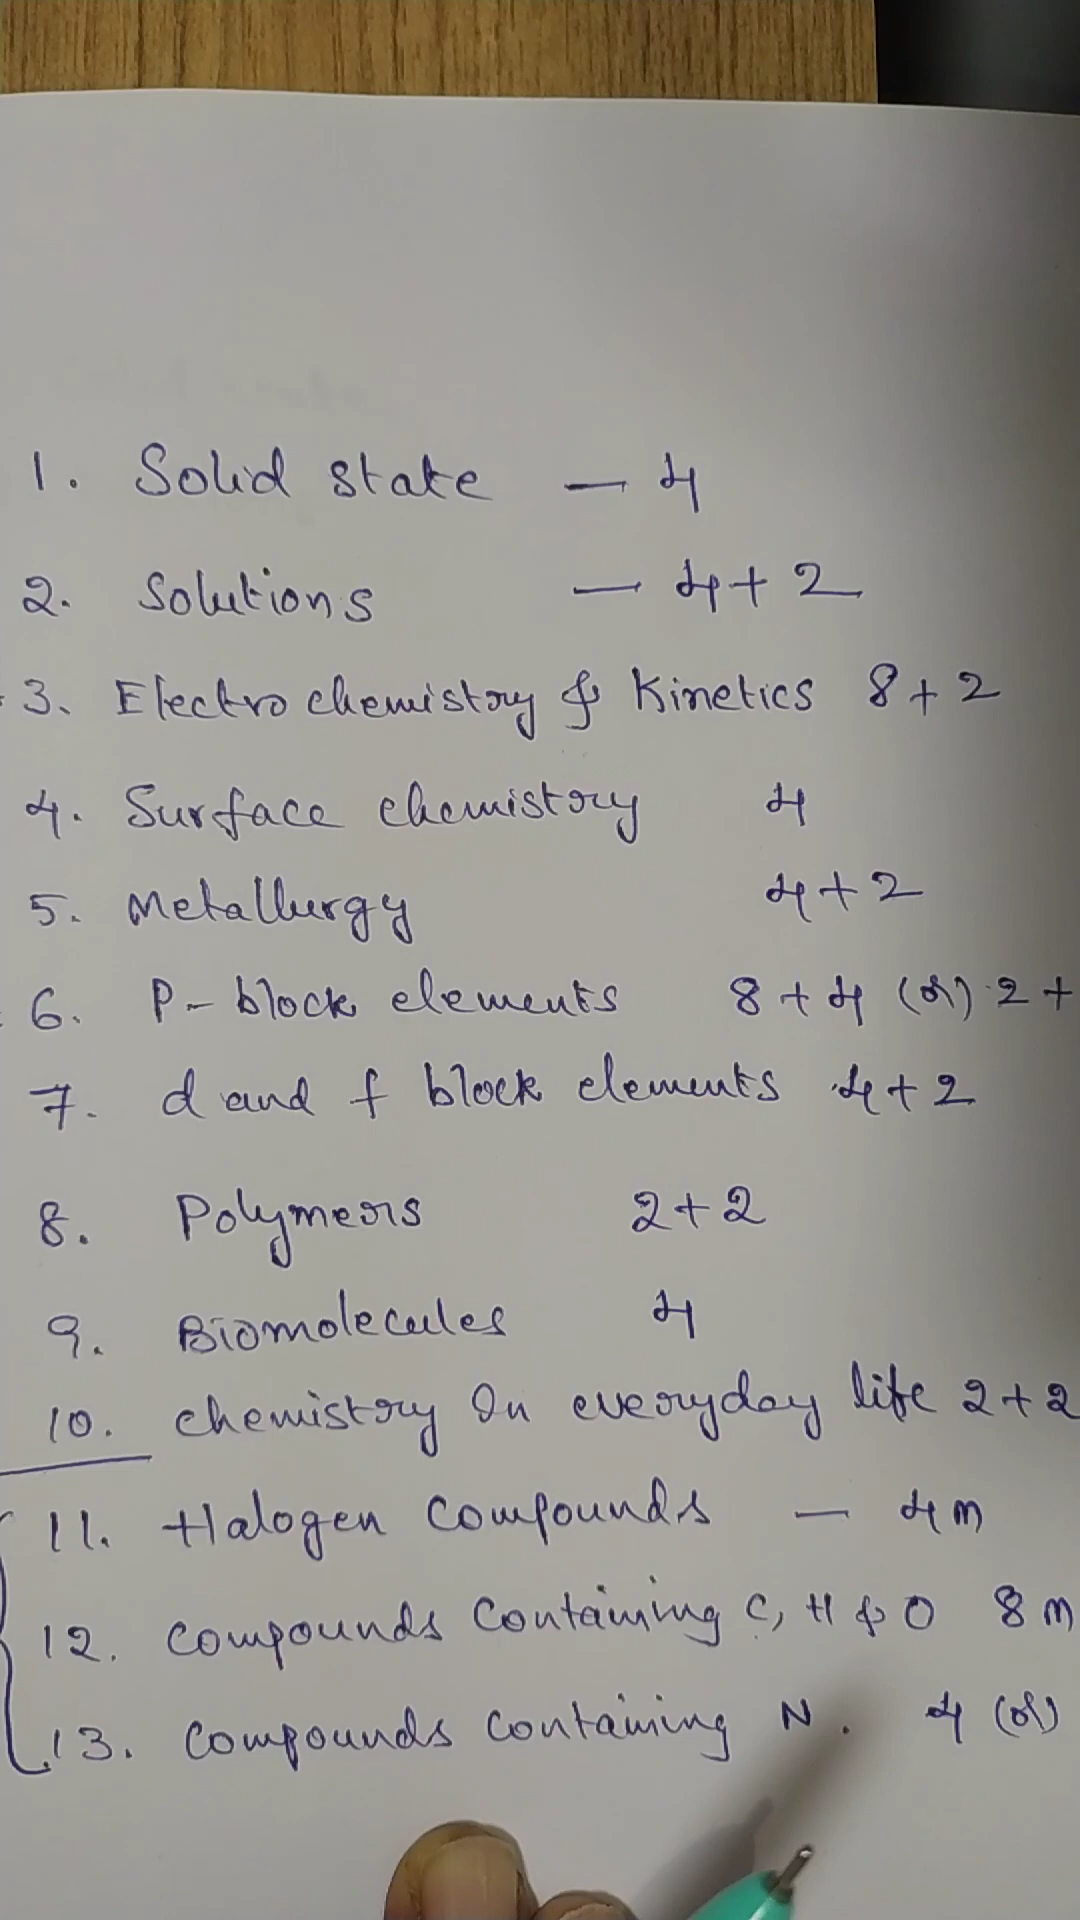 1. Solid state — 4
2. Solutions — 4+2
3. Electro chemistry & Kinetics 8+2
4. Surface chemistry 4
5. Metallurgy 4+2
6. P-block elements 8+4 (or) 2+
7. d and f block elements 4+2
8. Polymers 2+2
9. Biomolecules 4
10. Chemistry In everyday life 2+2
11. Halogen Compounds — 4m
12. Compounds Containing C, H & O 8m
13. Compounds Containing N. 4 (or)